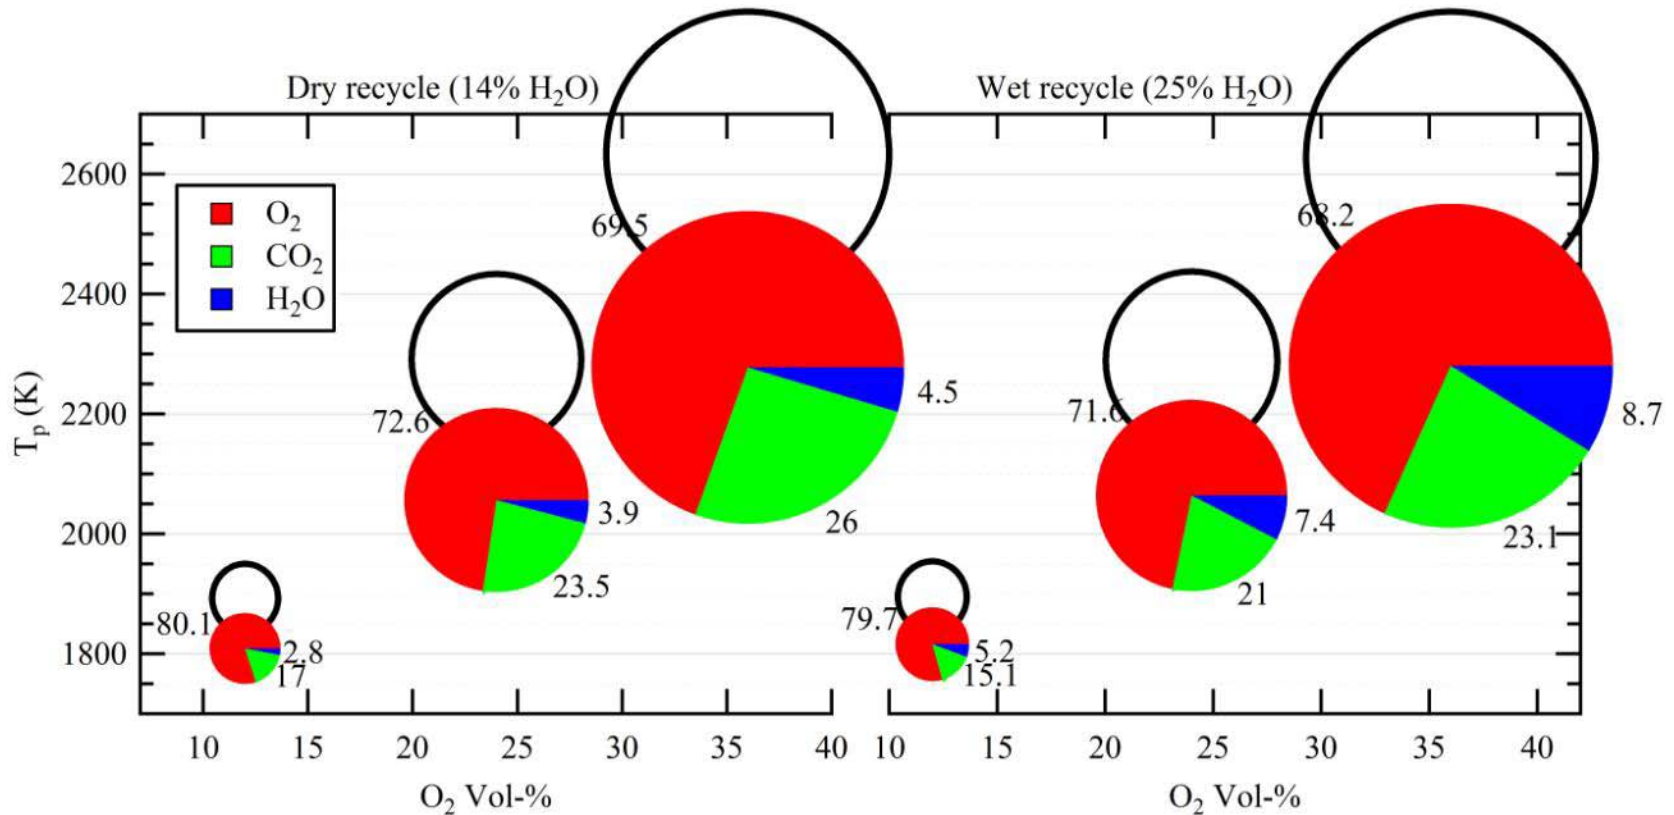 Dry recycle (14% H₂O)
Wet recycle (25% H₂O)
2600
2400
2200
2000
1800
Tₚ (K)
O₂
CO₂
H₂O
69.5
4.5
26
72.6
3.9
23.5
80.1
2.8
17
68.2
8.7
23.1
71.6
7.4
21
79.7
5.2
15.1
10 15 20 25 30 35 40
10 15 20 25 30 35 40
O₂ Vol-%
O₂ Vol-%